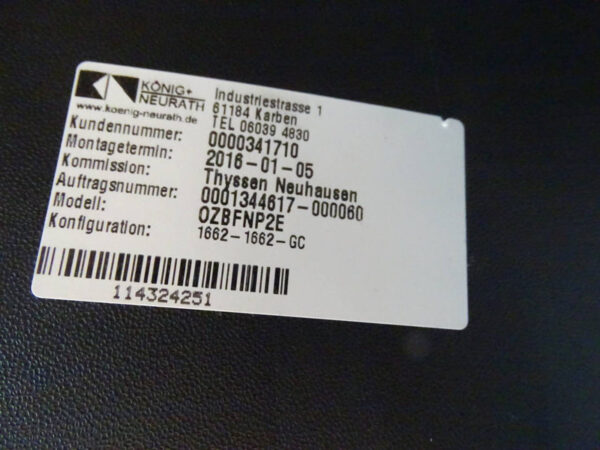 KÖNIG+
NEURATH
www.koenig-neurath.de
Industriestrasse 1
61184 Karben
TEL 06039 4830
Kundennummer: 0000341710
Montagetermin: 2016-01-05
Kommission: Thyssen Neuhausen
Auftragsnummer: 0001344617-000060
Modell: OZBFNP2E
Konfiguration: 1662-1662-GC
114324251